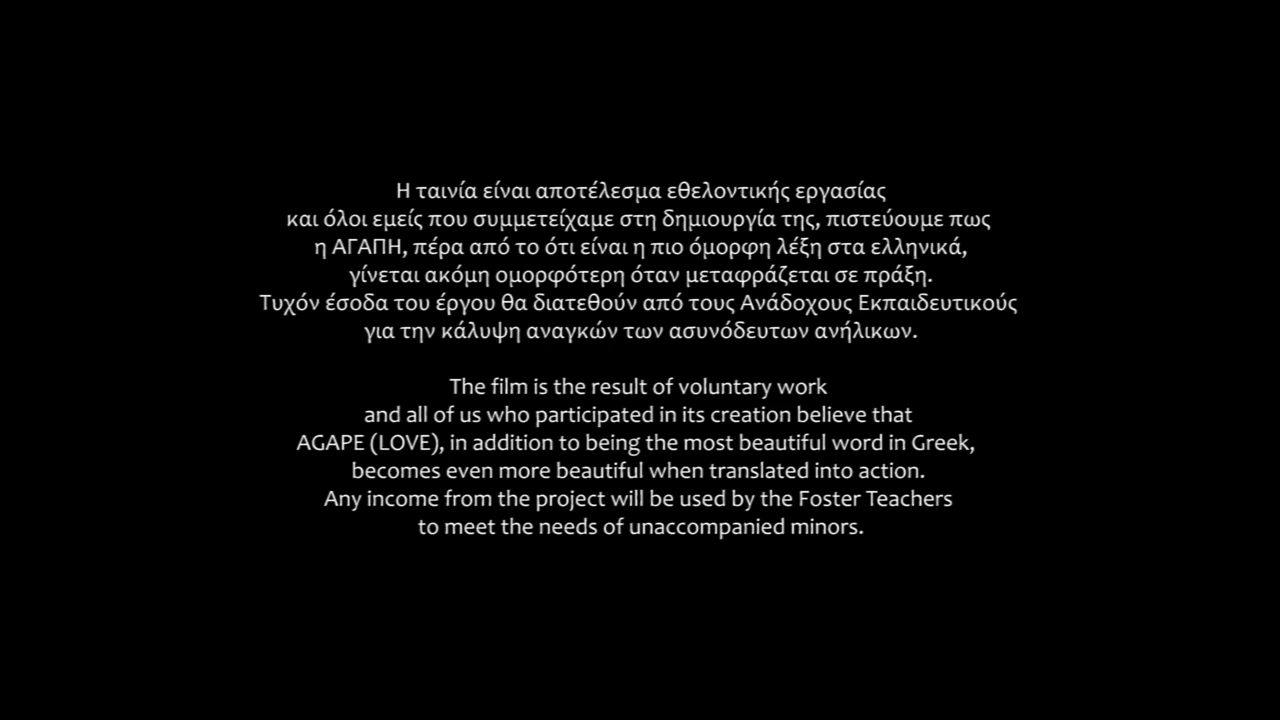 Η ταινία είναι αποτέλεσμα εθελοντικής εργασίας
και όλοι εμείς που συμμετείχαμε στη δημιουργία της, πιστεύουμε πως
η ΑΓΑΠΗ, πέρα από το ότι είναι η πιο όμορφη λέξη στα ελληνικά,
γίνεται ακόμη ομορφότερη όταν μεταφράζεται σε πράξη.
Τυχόν έσοδα του έργου θα διατεθούν από τους Ανάδοχους Εκπαιδευτικούς
για την κάλυψη αναγκών των ασυνόδευτων ανήλικων.
The film is the result of voluntary work
and all of us who participated in its creation believe that
AGAPE (LOVE), in addition to being the most beautiful word in Greek,
becomes even more beautiful when translated into action.
Any income from the project will be used by the Foster Teachers
to meet the needs of unaccompanied minors.